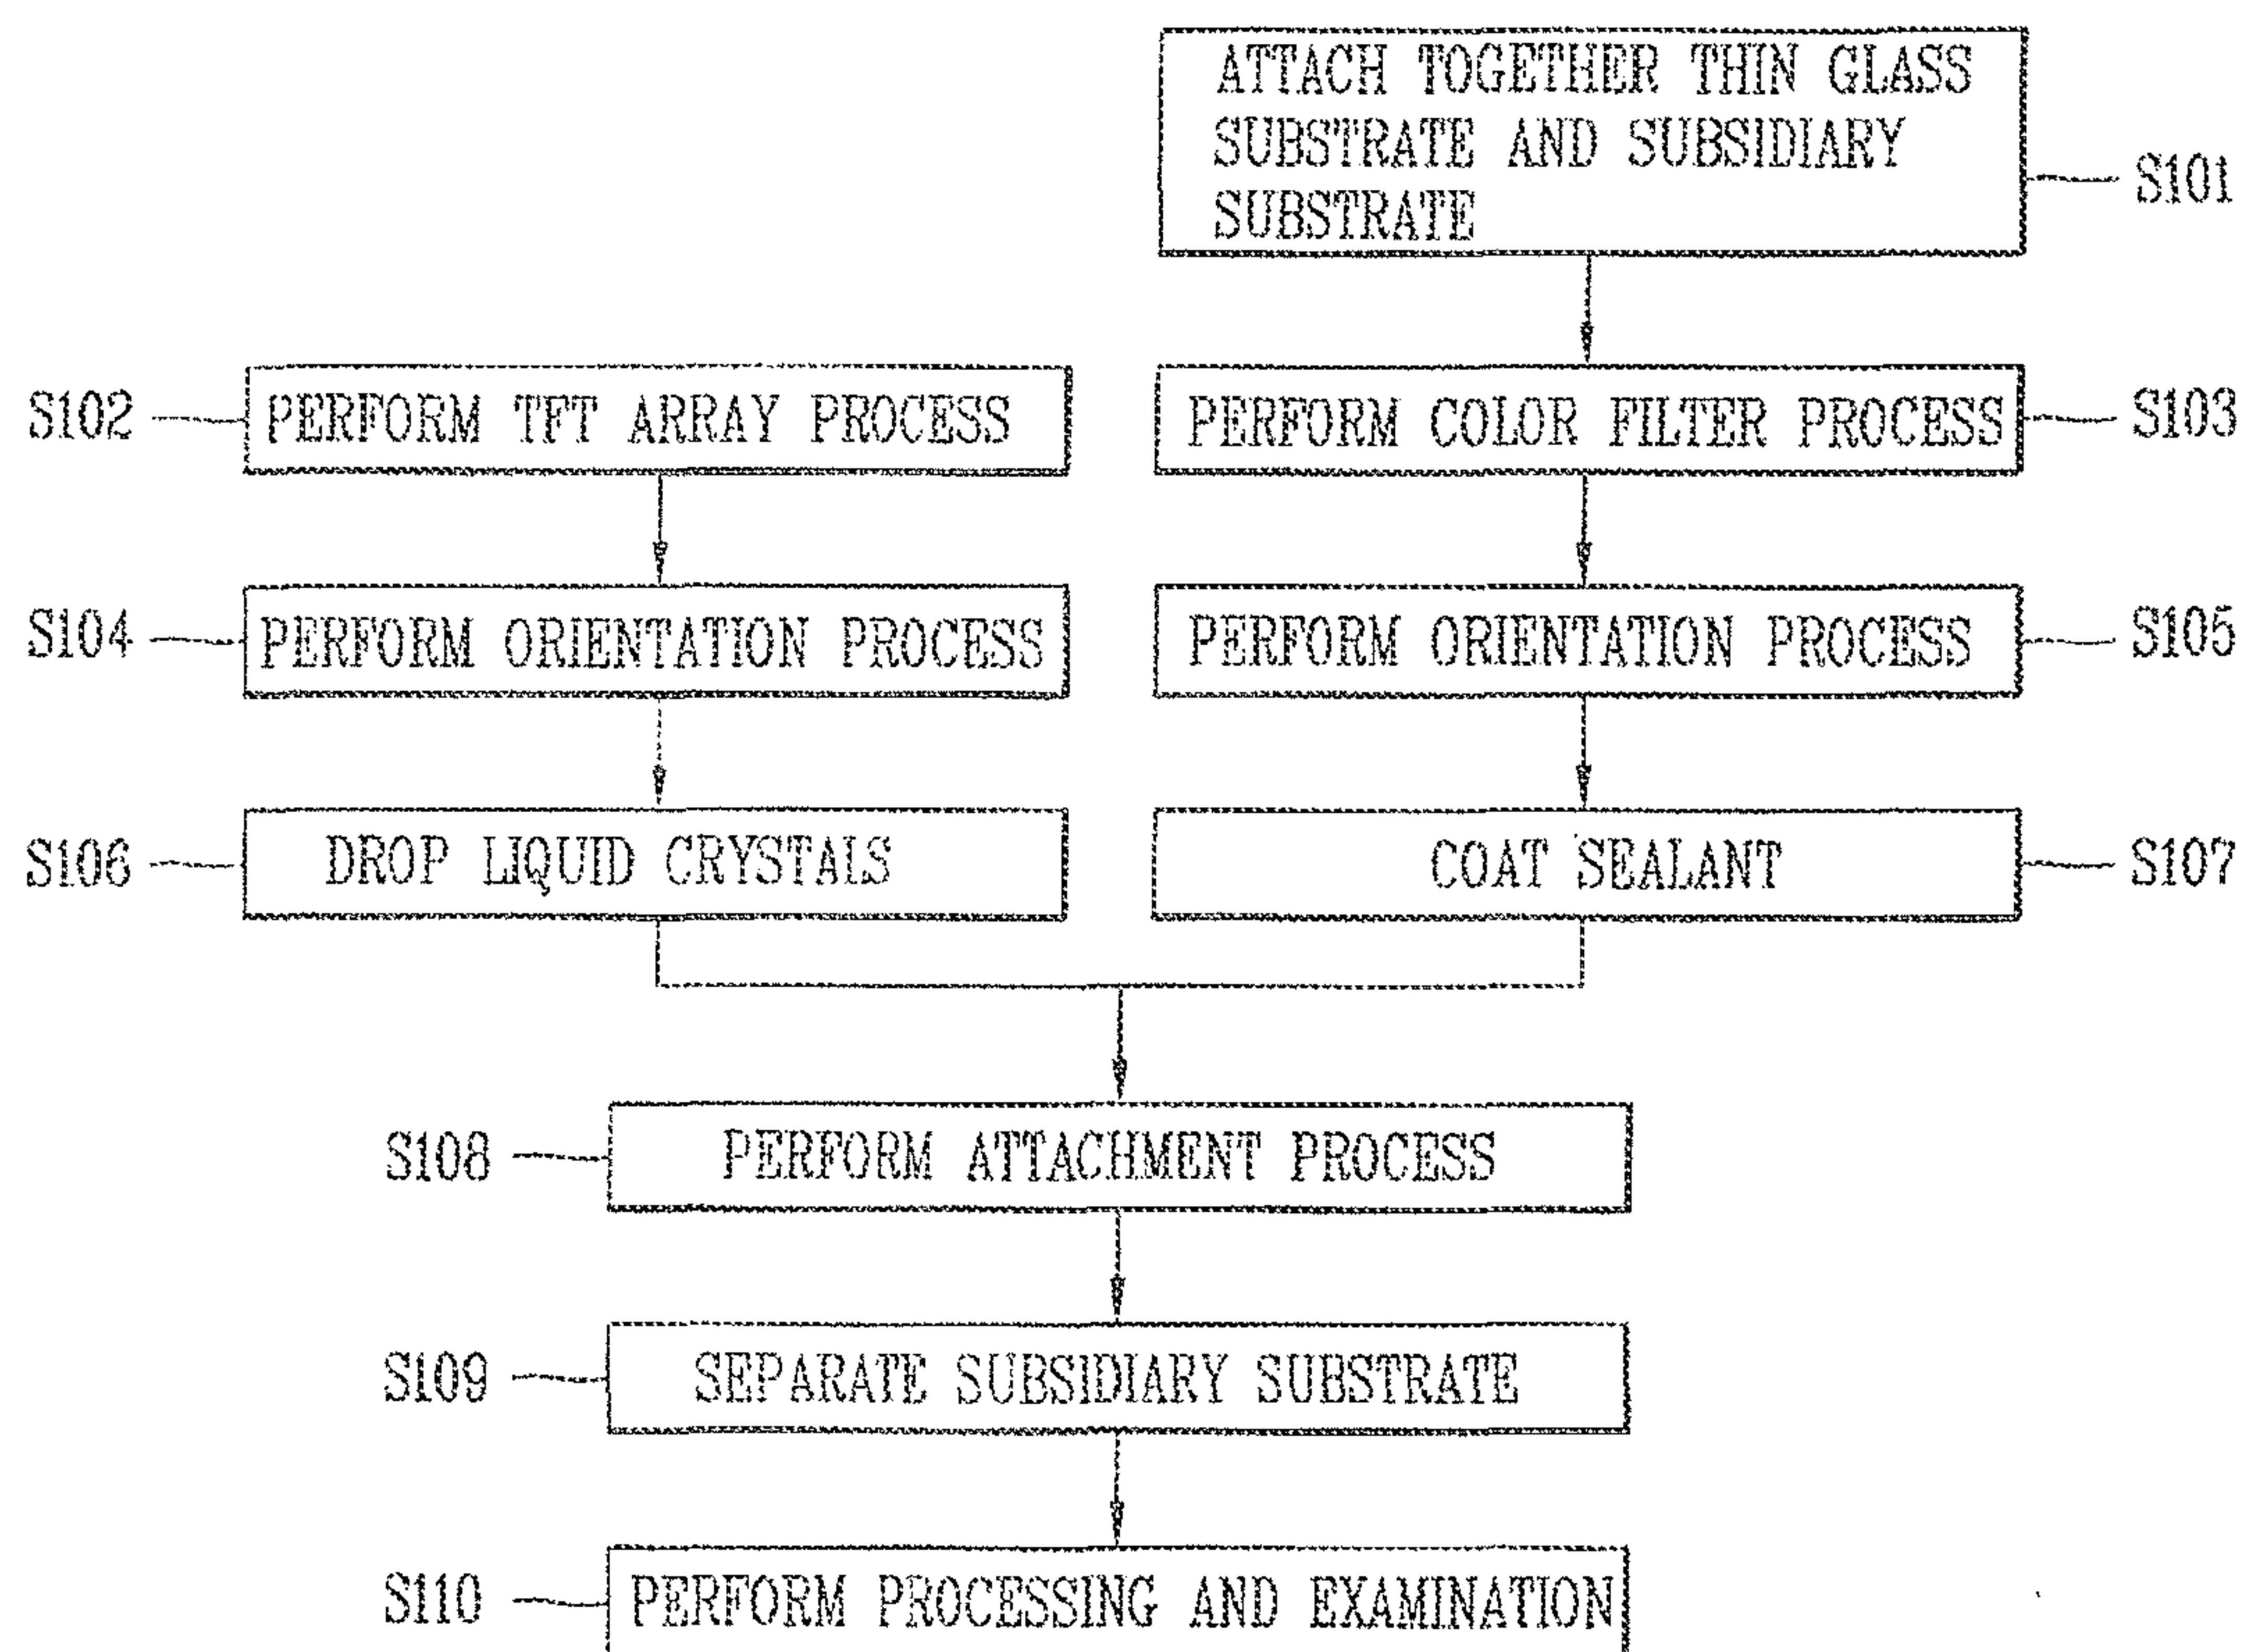 ATTACH TOGETHER THIN GLASS
SUBSTRATE AND SUBSIDIARY
SUBSTRATE
S101
S102
PERFORM TFT ARRAY PROCESS
PERFORM COLOR FILTER PROCESS
S103
S104
PERFORM ORIENTATION PROCESS
PERFORM ORIENTATION PROCESS
S105
S106
DROP LIQUID CRYSTALS
COAT SEALANT
S107
S108
PERFORM ATTACHMENT PROCESS
S109
SEPARATE SUBSIDIARY SUBSTRATE
S110
PERFORM PROCESSING AND EXAMINATION